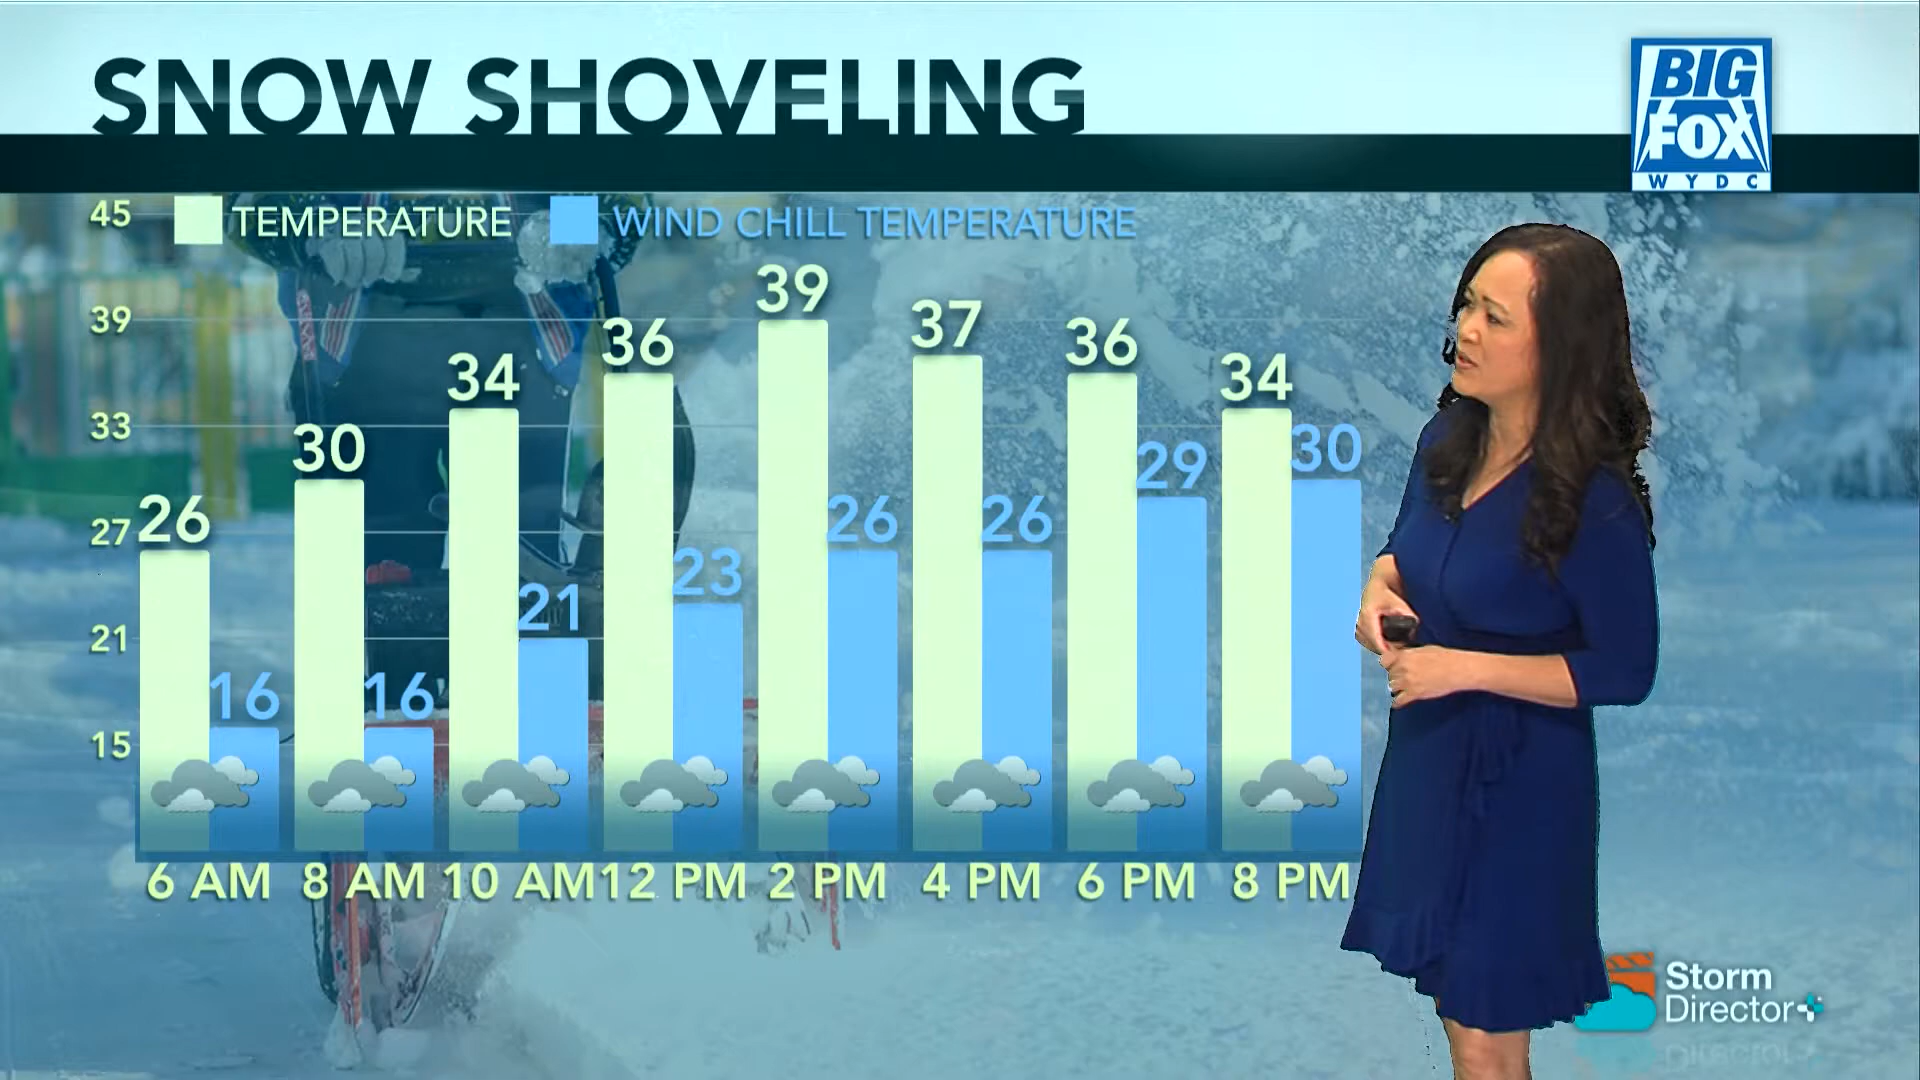 SNOW SHOVELING
BIG
FOX
WYDC
45
TEMPERATURE
WIND CHILL TEMPERATURE
39
33
27
21
15
26
16
30
16
34
21
36
23
39
26
37
26
36
29
34
30
6 AM 8 AM 10 AM 12 PM 2 PM 4 PM 6 PM 8 PM
Storm
Director+